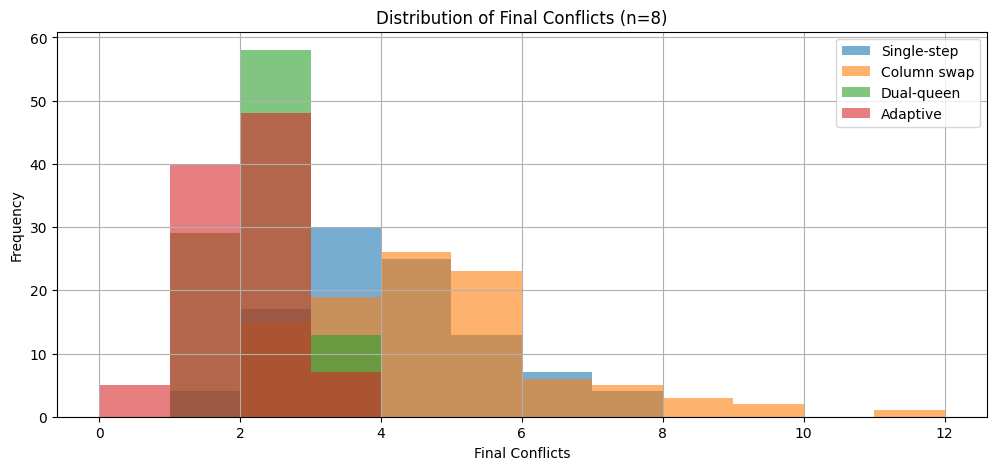 Distribution of Final Conflicts (n=8)
Single-step
Column swap
Dual-queen
Adaptive
Frequency
60
50
40
30
20
10
0
0 2 4 6 8 10 12
Final Conflicts